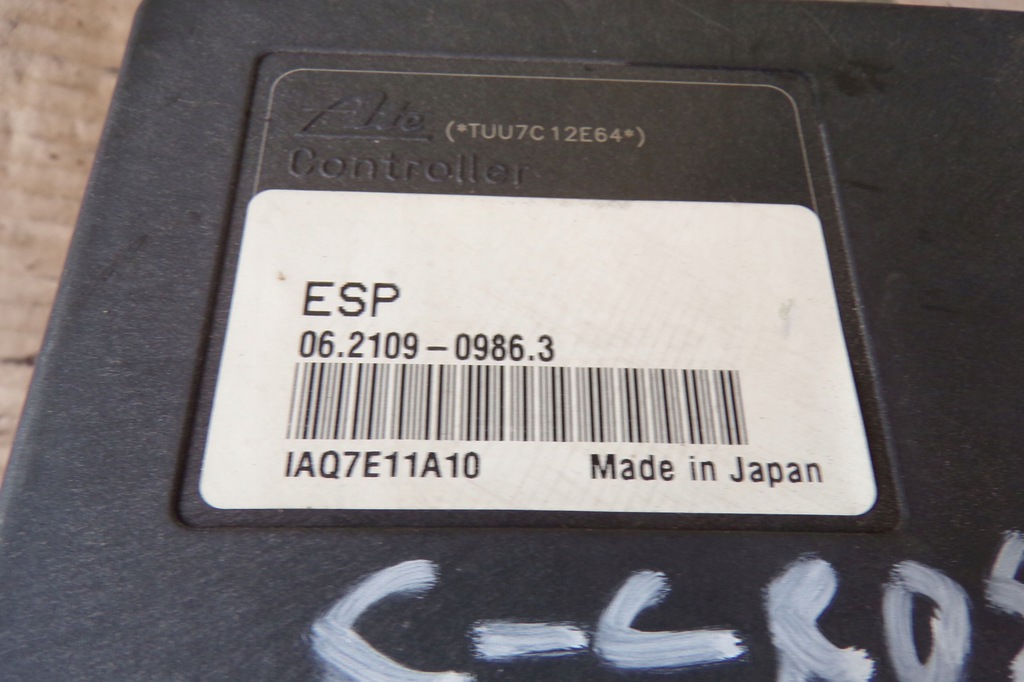 Ate (*TUU7C12E64*)
Controller
ESP
06.2109-0986.3
IAQ7E11A10 Made in Japan